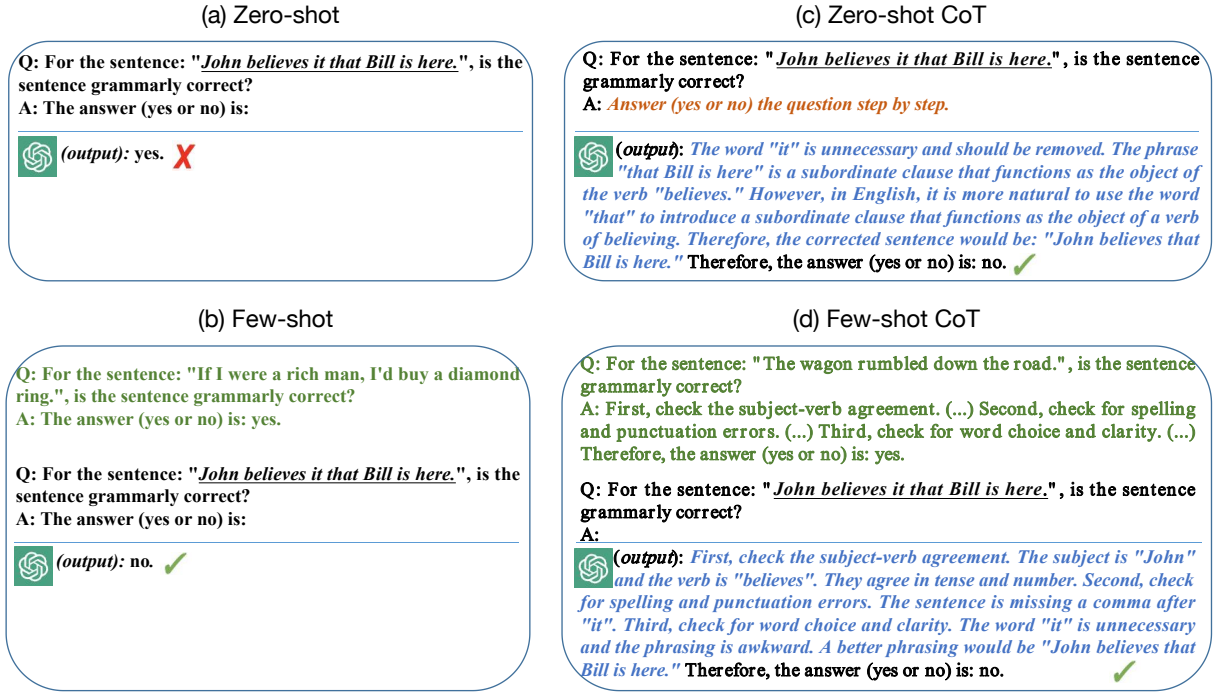 (a) Zero-shot
Q: For the sentence: "John believes it that Bill is here.", is the
sentence grammarly correct?
A: The answer (yes or no) is:
(output): yes. ✗
(b) Few-shot
Q: For the sentence: "If I were a rich man, I'd buy a diamond
ring.", is the sentence grammarly correct?
A: The answer (yes or no) is: yes.
Q: For the sentence: "John believes it that Bill is here.", is the
sentence grammarly correct?
A: The answer (yes or no) is:
(output): no. ✓
(c) Zero-shot CoT
Q: For the sentence: "John believes it that Bill is here.", is the sentence
grammarly correct?
A: Answer (yes or no) the question step by step.
(output): The word "it" is unnecessary and should be removed. The phrase
"that Bill is here" is a subordinate clause that functions as the object of
the verb "believes." However, in English, it is more natural to use the word
"that" to introduce a subordinate clause that functions as the object of a verb
of believing. Therefore, the corrected sentence would be: "John believes that
Bill is here." Therefore, the answer (yes or no) is: no. ✓
(d) Few-shot CoT
Q: For the sentence: "The wagon rumbled down the road.", is the sentence
grammarly correct?
A: First, check the subject-verb agreement. (...) Second, check for spelling
and punctuation errors. (...) Third, check for word choice and clarity. (...)
Therefore, the answer (yes or no) is: yes.
Q: For the sentence: "John believes it that Bill is here.", is the sentence
grammarly correct?
A:
(output): First, check the subject-verb agreement. The subject is "John"
and the verb is "believes". They agree in tense and number. Second, check
for spelling and punctuation errors. The sentence is missing a comma after
"it". Third, check for word choice and clarity. The word "it" is unnecessary
and the phrasing is awkward. A better phrasing would be "John believes that
Bill is here." Therefore, the answer (yes or no) is: no. ✓